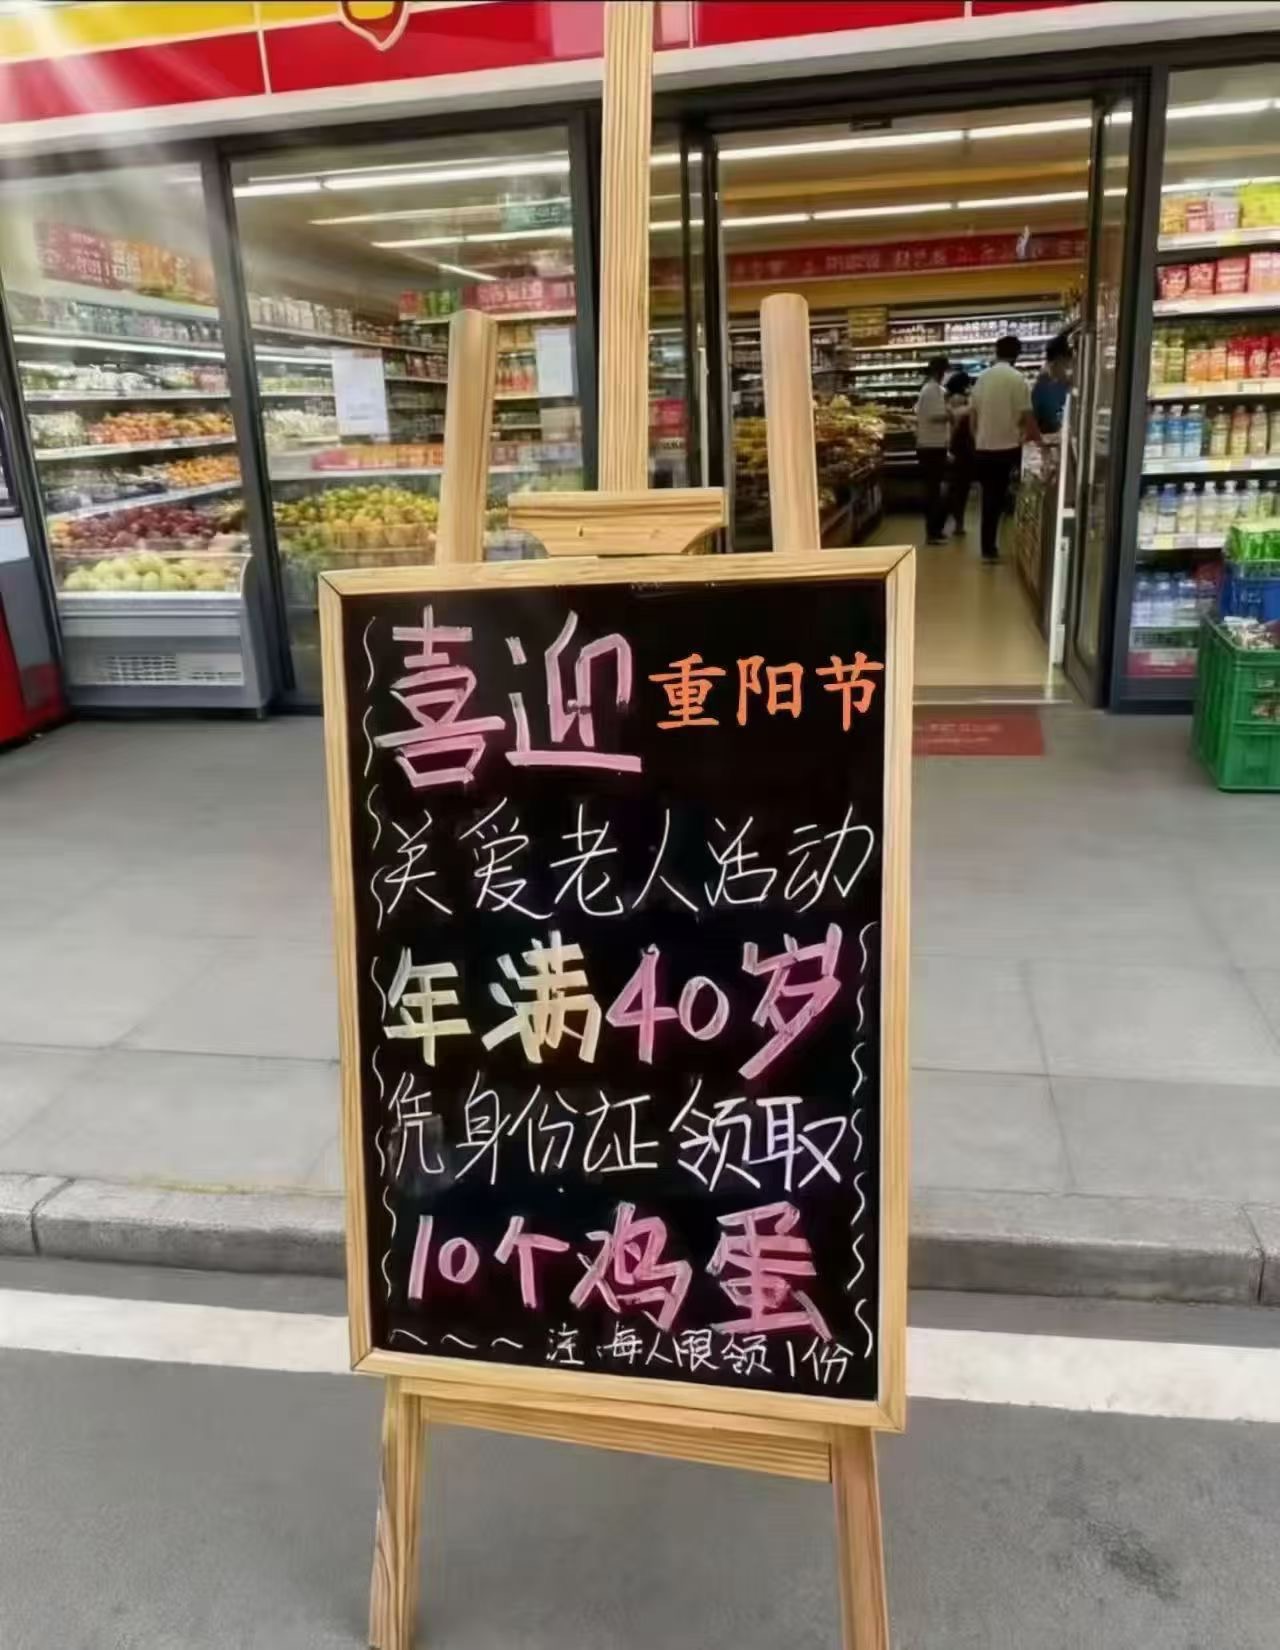 喜迎重阳节
关爱老人活动
年满40岁
凭身份证领取
10个鸡蛋
～～～注:每人限领1份